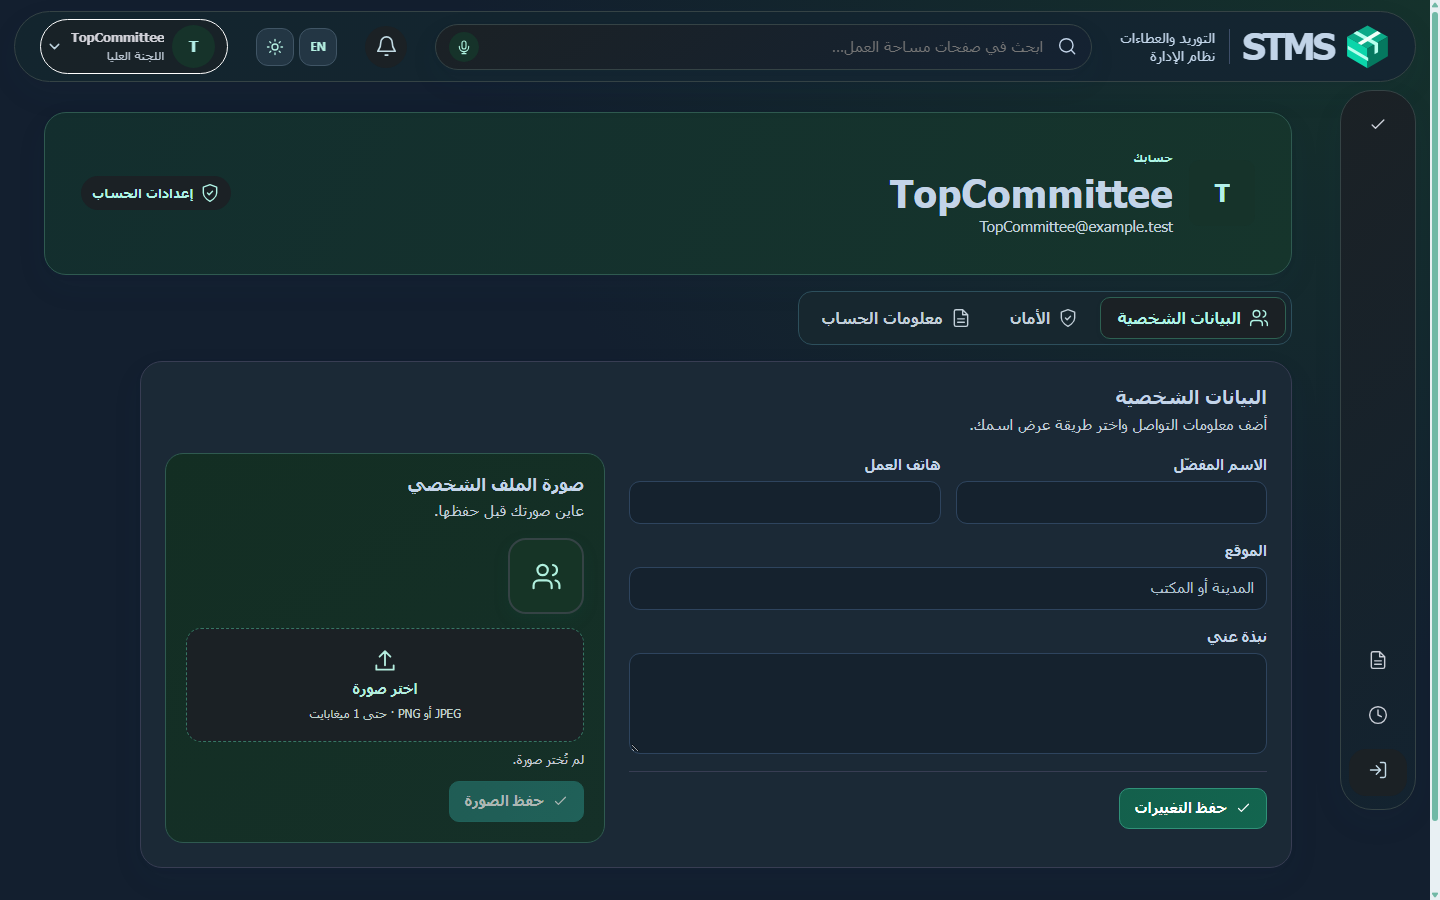 STMS
التوريد والعطاءات
نظام الإدارة
ابحث في صفحات مساحة العمل...
EN
T
TopCommittee
اللجنة العليا
حسابك
TopCommittee
TopCommittee@example.test
T
إعدادات الحساب
البيانات الشخصية
الأمان
معلومات الحساب
البيانات الشخصية
أضف معلومات التواصل واختر طريقة عرض اسمك.
الاسم المفضّل
هاتف العمل
الموقع
المدينة أو المكتب
نبذة عني
حفظ التغييرات
صورة الملف الشخصي
عاين صورتك قبل حفظها.
اختر صورة
JPEG أو PNG · حتى 1 ميغابايت
لم تُختر صورة.
حفظ الصورة